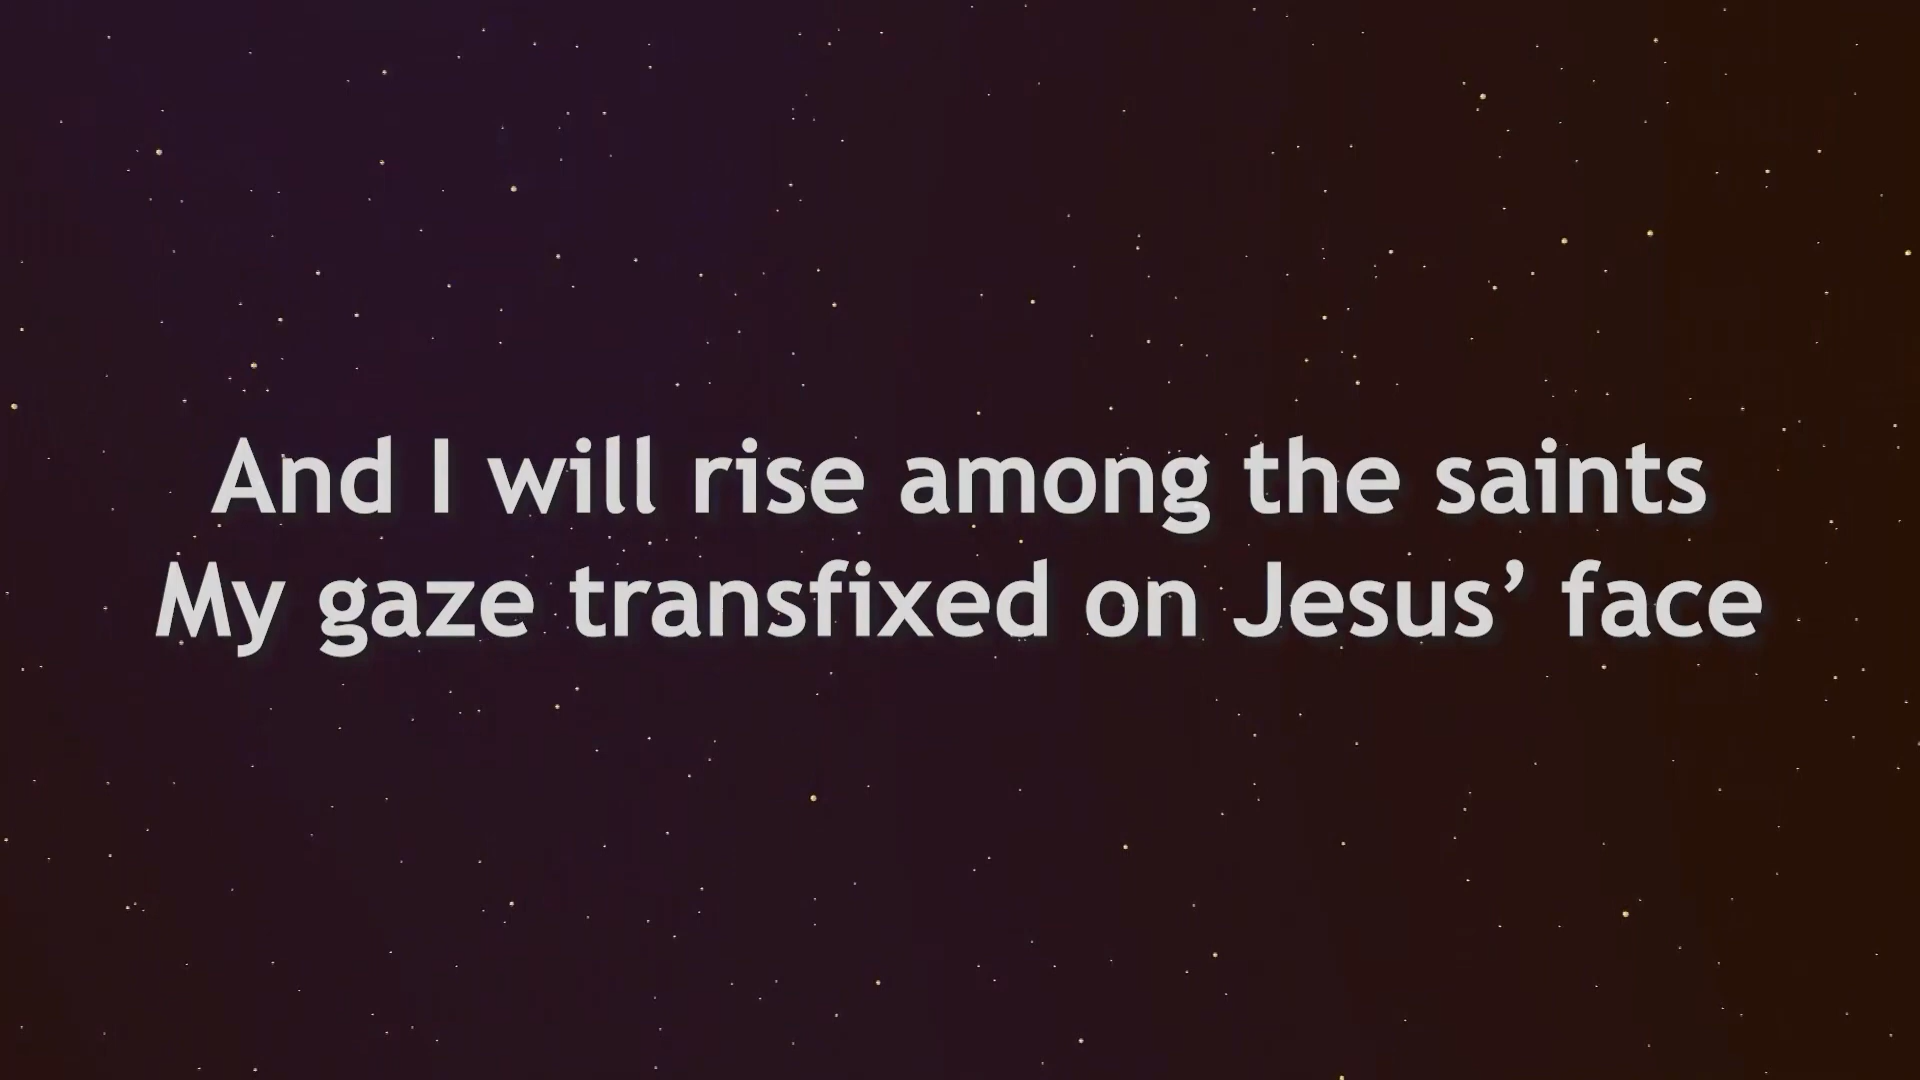 And I will rise among the saints
My gaze transfixed on Jesus’ face